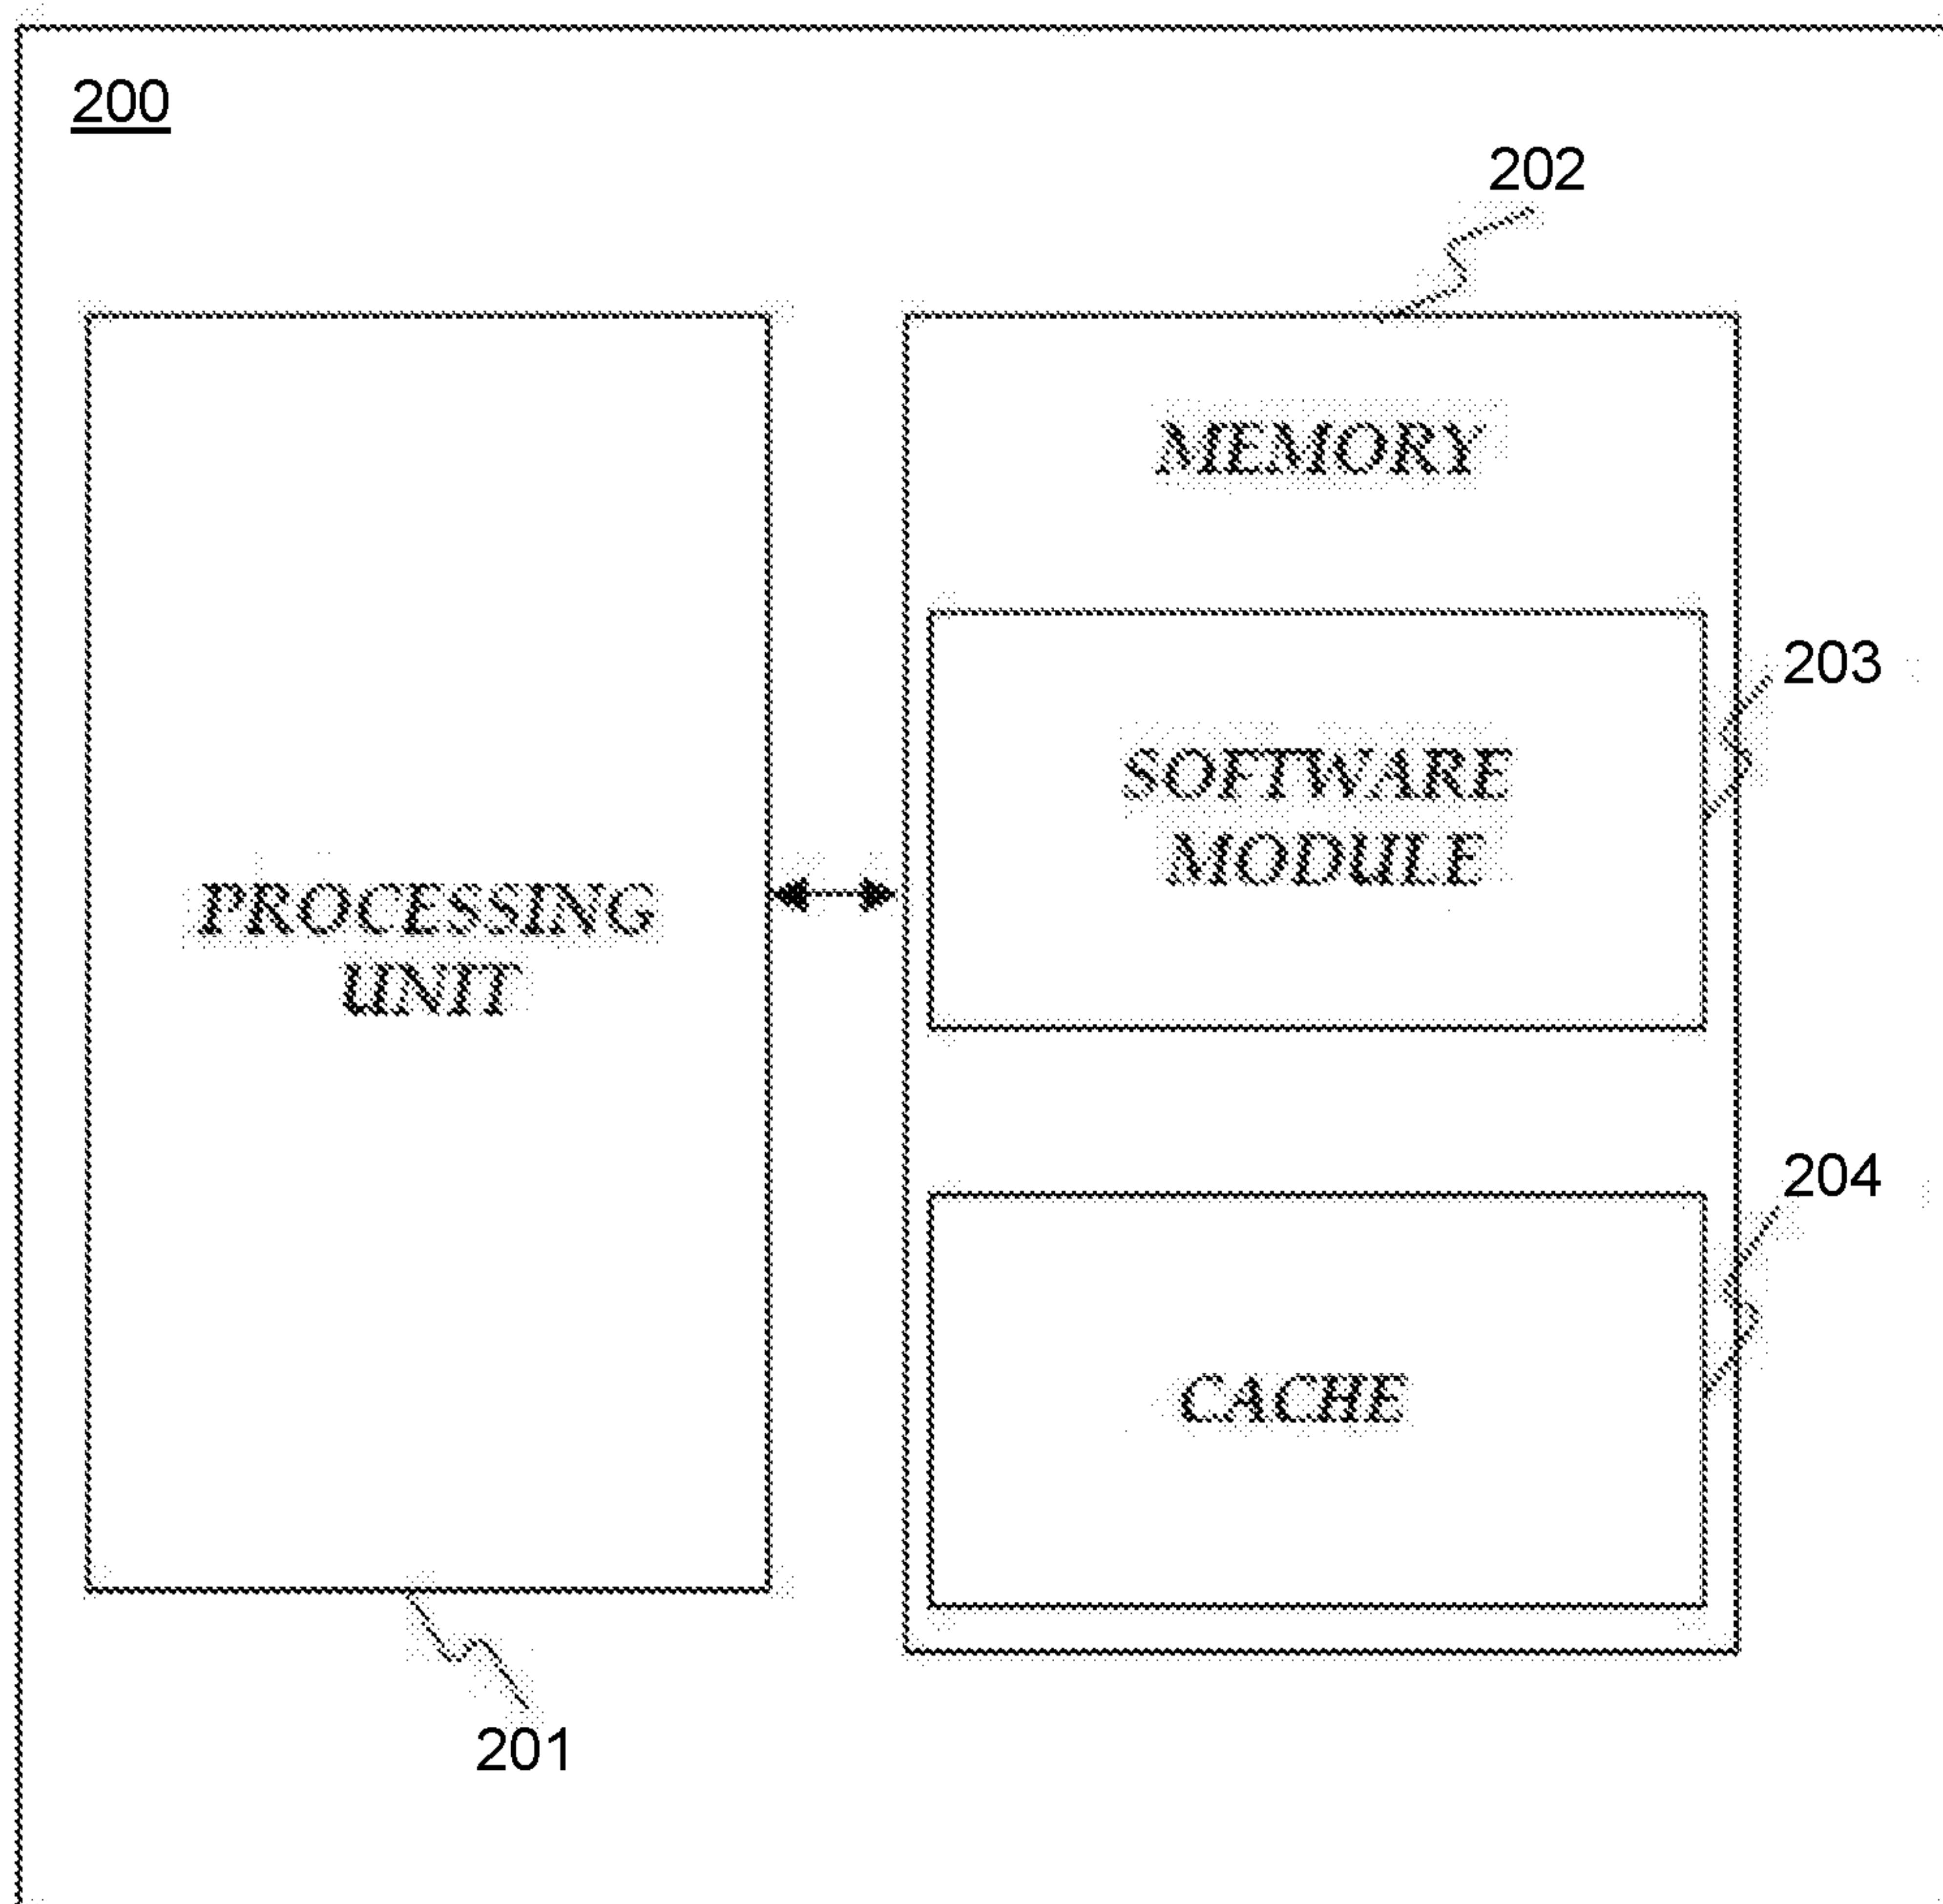 200
202
MEMORY
203
SOFTWARE
MODULE
PROCESSING
UNIT
204
CACHE
201